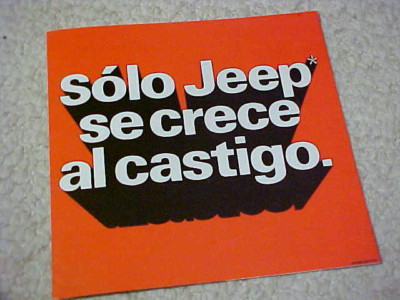 sólo Jeep*
se crece
al castigo.